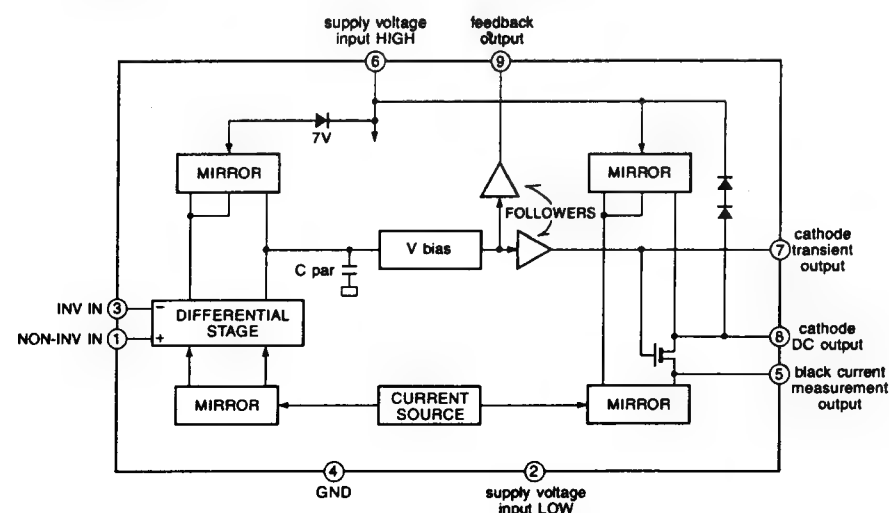 supply voltage
input HIGH
feedback
output
6
9
7V
MIRROR
MIRROR
FOLLOWERS
V bias
C par
7
cathode
transient
output
INV IN
3
−
NON-INV IN
1
+
DIFFERENTIAL
STAGE
8
cathode
DC output
5
black current
measurement
output
MIRROR
CURRENT
SOURCE
MIRROR
4
GND
2
supply voltage
input LOW